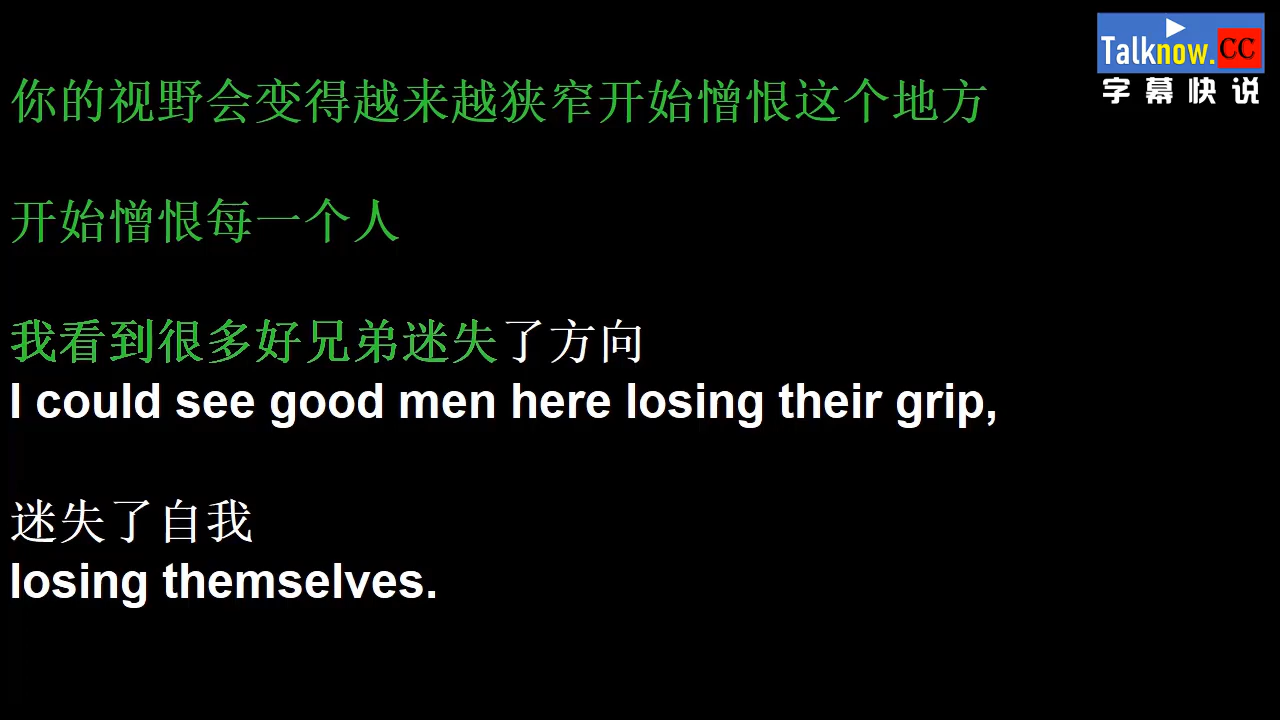 Talknow.CC
字幕快说
你的视野会变得越来越狭窄开始憎恨这个地方
开始憎恨每一个人
我看到很多好兄弟迷失了方向
I could see good men here losing their grip,
迷失了自我
losing themselves.